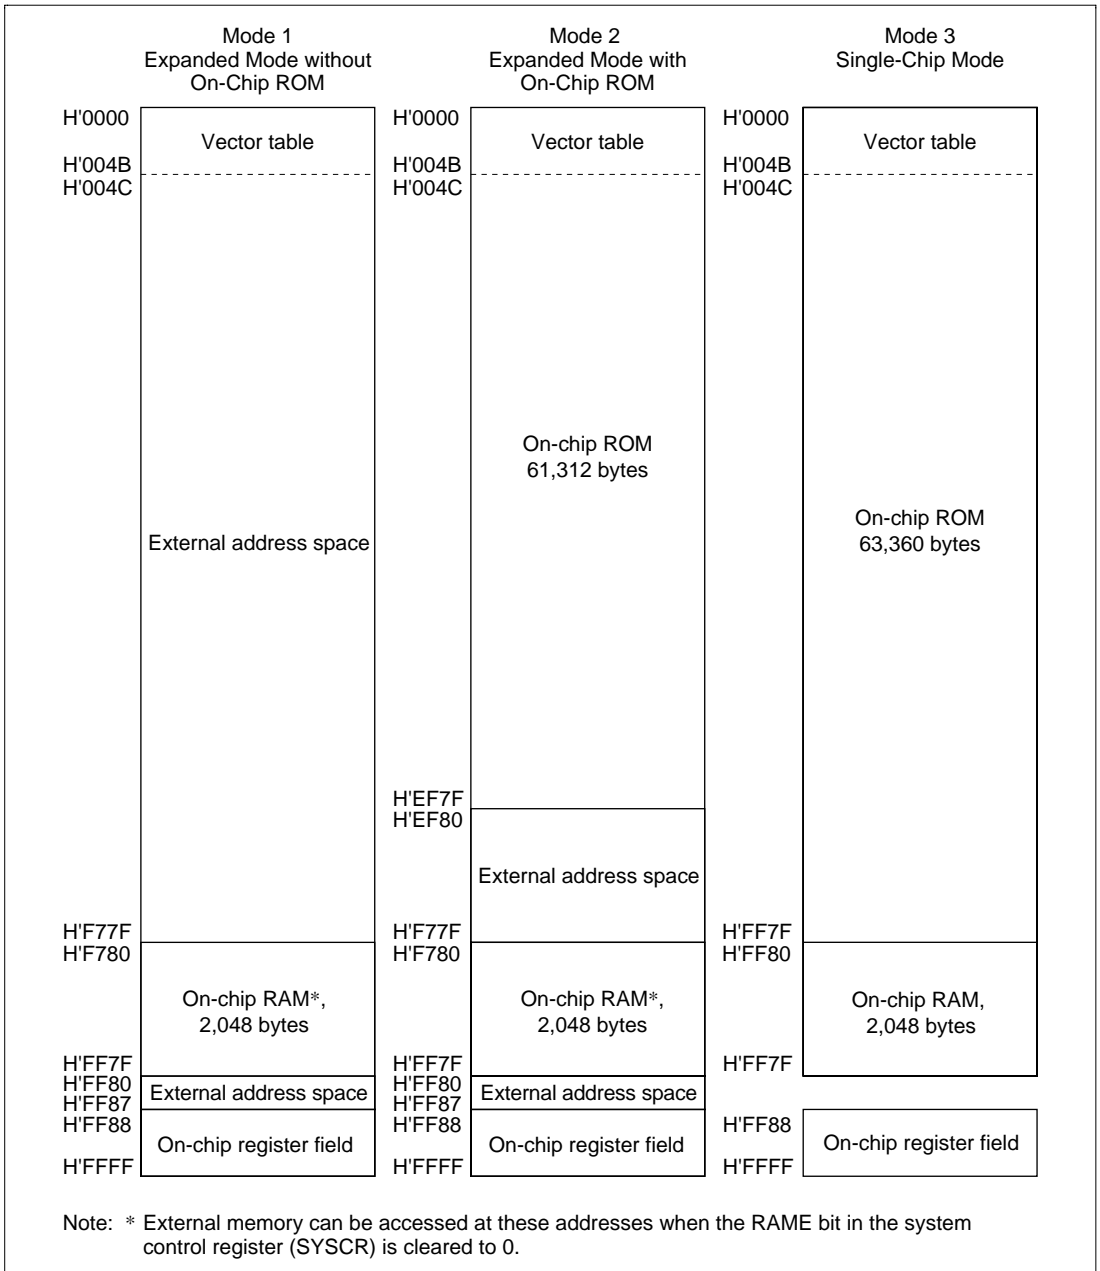 Mode 1
Expanded Mode without
On-Chip ROM
Mode 2
Expanded Mode with
On-Chip ROM
Mode 3
Single-Chip Mode
H'0000
Vector table
H'004B
H'004C
External address space
H'F77F
H'F780
On-chip RAM*,
2,048 bytes
H'FF7F
H'FF80
External address space
H'FF87
H'FF88
On-chip register field
H'FFFF
H'0000
Vector table
H'004B
H'004C
On-chip ROM
61,312 bytes
H'EF7F
H'EF80
External address space
H'F77F
H'F780
On-chip RAM*,
2,048 bytes
H'FF7F
H'FF80
External address space
H'FF87
H'FF88
On-chip register field
H'FFFF
H'0000
Vector table
H'004B
H'004C
On-chip ROM
63,360 bytes
H'FF7F
H'FF80
On-chip RAM,
2,048 bytes
H'FF7F
H'FF88
On-chip register field
H'FFFF
Note: * External memory can be accessed at these addresses when the RAME bit in the system
control register (SYSCR) is cleared to 0.